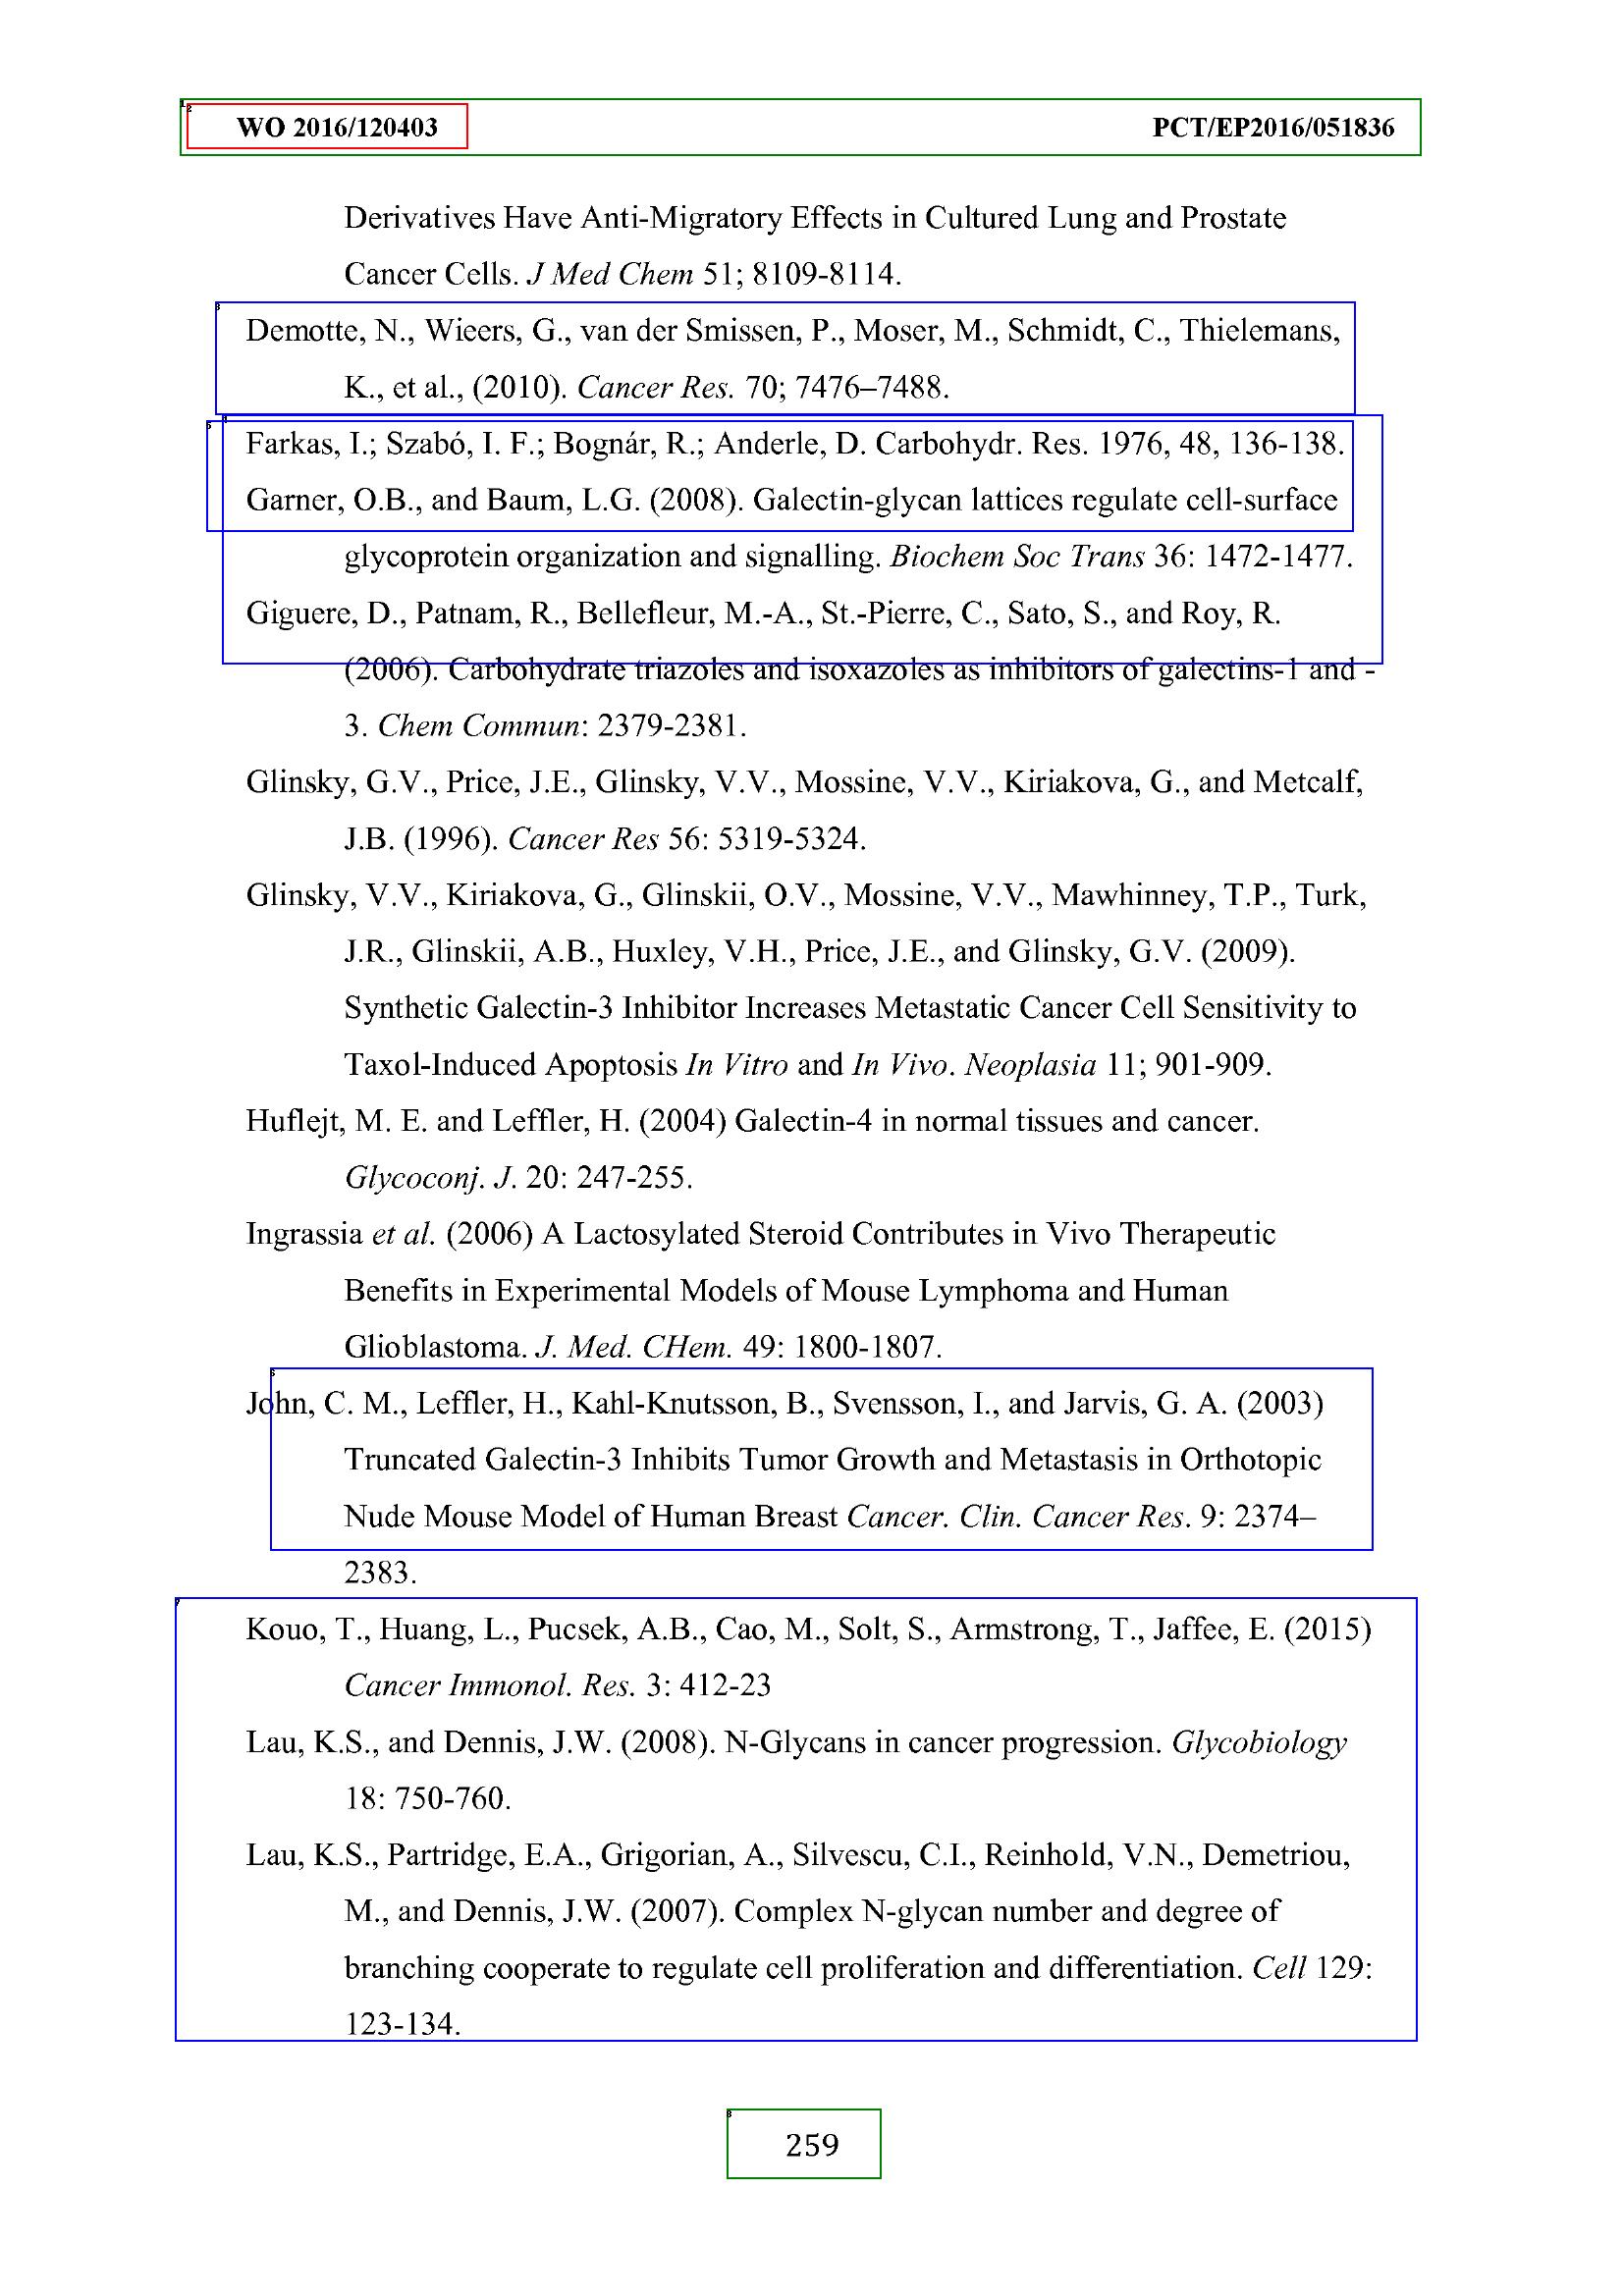 WO 2016/120403 PCT/EP2016/051836
Derivatives Have Anti-Migratory Effects in Cultured Lung and Prostate
Cancer Cells. J Med Chem 51; 8109-8114.
Demotte, N., Wieers, G., van der Smissen, P., Moser, M., Schmidt, C., Thielemans,
K., et al., (2010). Cancer Res. 70; 7476–7488.
Farkas, I.; Szabó, I. F.; Bognár, R.; Anderle, D. Carbohydr. Res. 1976, 48, 136-138.
Garner, O.B., and Baum, L.G. (2008). Galectin-glycan lattices regulate cell-surface
glycoprotein organization and signalling. Biochem Soc Trans 36: 1472-1477.
Giguere, D., Patnam, R., Bellefleur, M.-A., St.-Pierre, C., Sato, S., and Roy, R.
(2006). Carbohydrate triazoles and isoxazoles as inhibitors of galectins-1 and -
3. Chem Commun: 2379-2381.
Glinsky, G.V., Price, J.E., Glinsky, V.V., Mossine, V.V., Kiriakova, G., and Metcalf,
J.B. (1996). Cancer Res 56: 5319-5324.
Glinsky, V.V., Kiriakova, G., Glinskii, O.V., Mossine, V.V., Mawhinney, T.P., Turk,
J.R., Glinskii, A.B., Huxley, V.H., Price, J.E., and Glinsky, G.V. (2009).
Synthetic Galectin-3 Inhibitor Increases Metastatic Cancer Cell Sensitivity to
Taxol-Induced Apoptosis In Vitro and In Vivo. Neoplasia 11; 901-909.
Huflejt, M. E. and Leffler, H. (2004) Galectin-4 in normal tissues and cancer.
Glycoconj. J. 20: 247-255.
Ingrassia et al. (2006) A Lactosylated Steroid Contributes in Vivo Therapeutic
Benefits in Experimental Models of Mouse Lymphoma and Human
Glioblastoma. J. Med. CHem. 49: 1800-1807.
John, C. M., Leffler, H., Kahl-Knutsson, B., Svensson, I., and Jarvis, G. A. (2003)
Truncated Galectin-3 Inhibits Tumor Growth and Metastasis in Orthotopic
Nude Mouse Model of Human Breast Cancer. Clin. Cancer Res. 9: 2374–
2383.
Kouo, T., Huang, L., Pucsek, A.B., Cao, M., Solt, S., Armstrong, T., Jaffee, E. (2015)
Cancer Immonol. Res. 3: 412-23
Lau, K.S., and Dennis, J.W. (2008). N-Glycans in cancer progression. Glycobiology
18: 750-760.
Lau, K.S., Partridge, E.A., Grigorian, A., Silvescu, C.I., Reinhold, V.N., Demetriou,
M., and Dennis, J.W. (2007). Complex N-glycan number and degree of
branching cooperate to regulate cell proliferation and differentiation. Cell 129:
123-134.
259